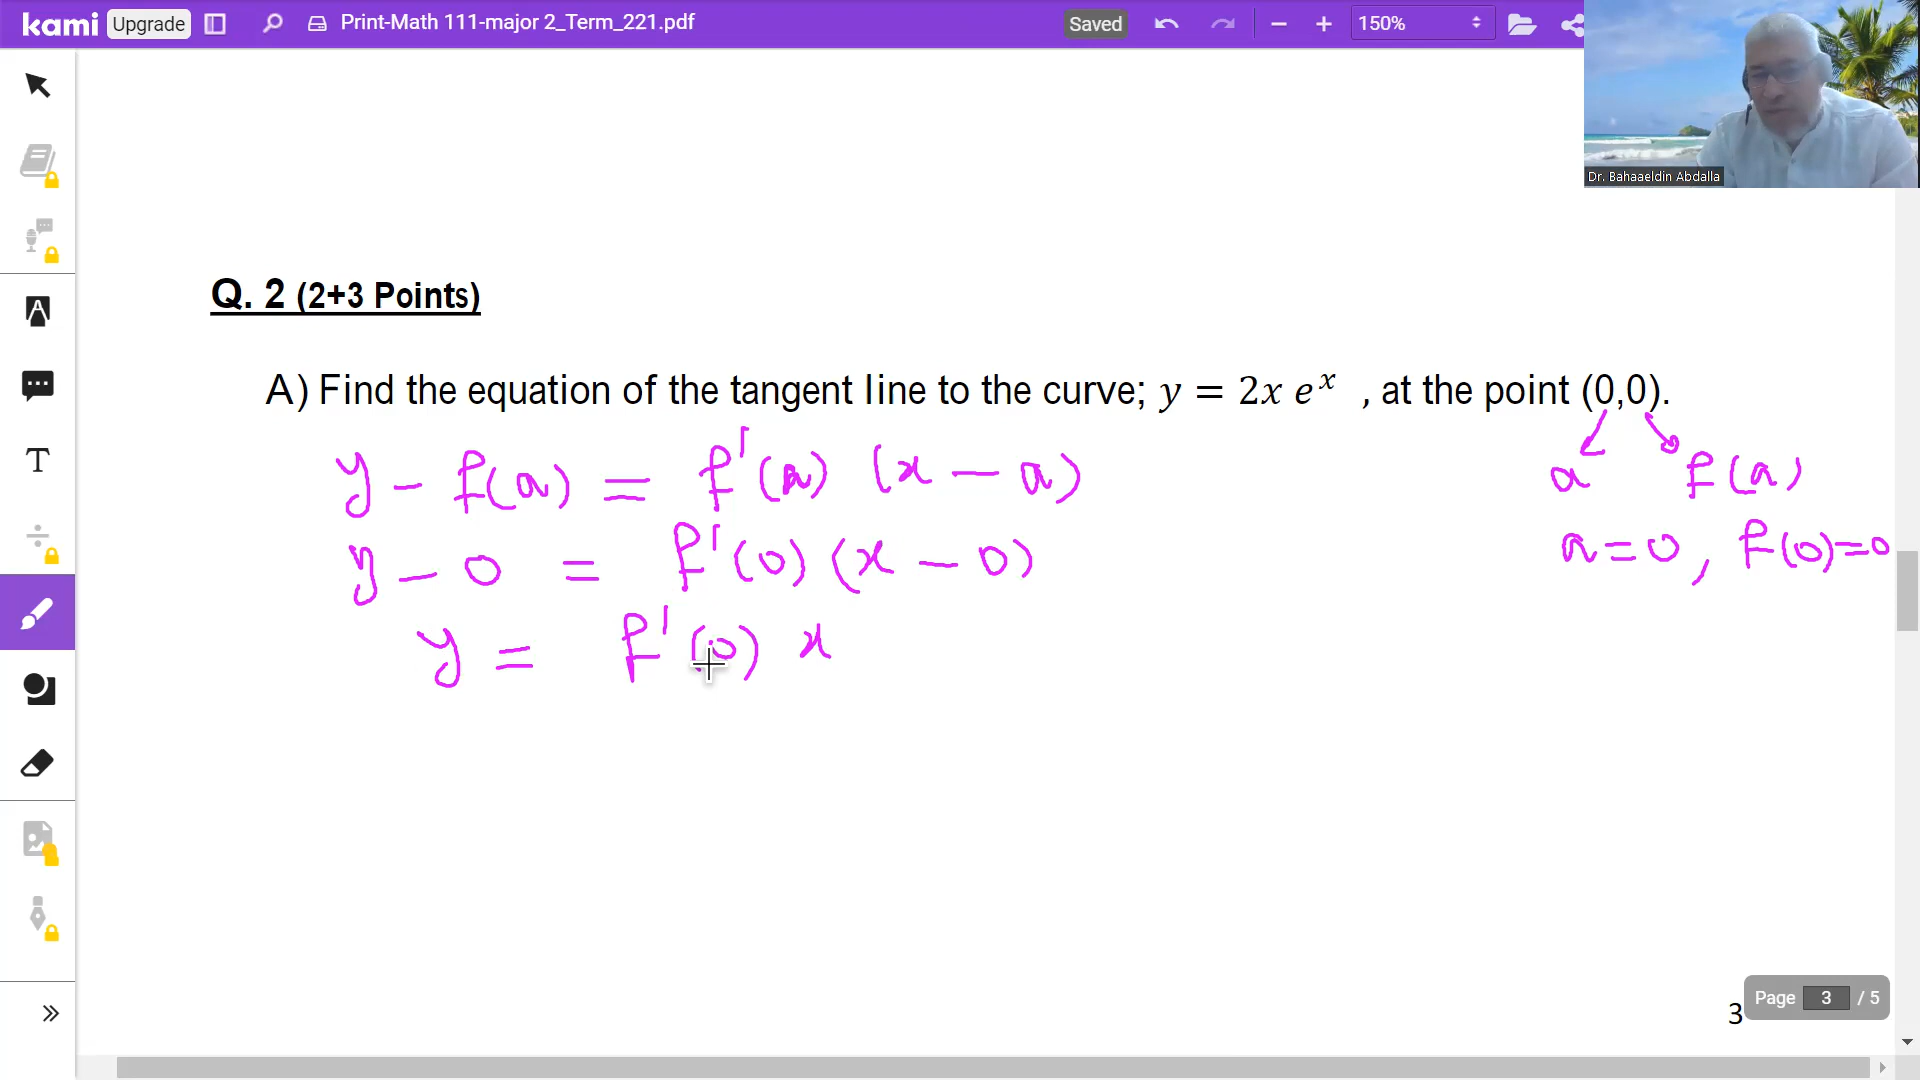 kami Upgrade Print-Math 111-major 2_Term_221.pdf Saved 150%
Dr. Bahaaeldin Abdalla
Q. 2 (2+3 Points)
A) Find the equation of the tangent line to the curve; y = 2x eˣ , at the point (0,0).
y - f(a) = f'(a) (x - a)
a f(a)
y - 0 = f'(0) (x - 0)
a = 0, f(0)=0
y = f'(0) x
T
3
Page 3 / 5